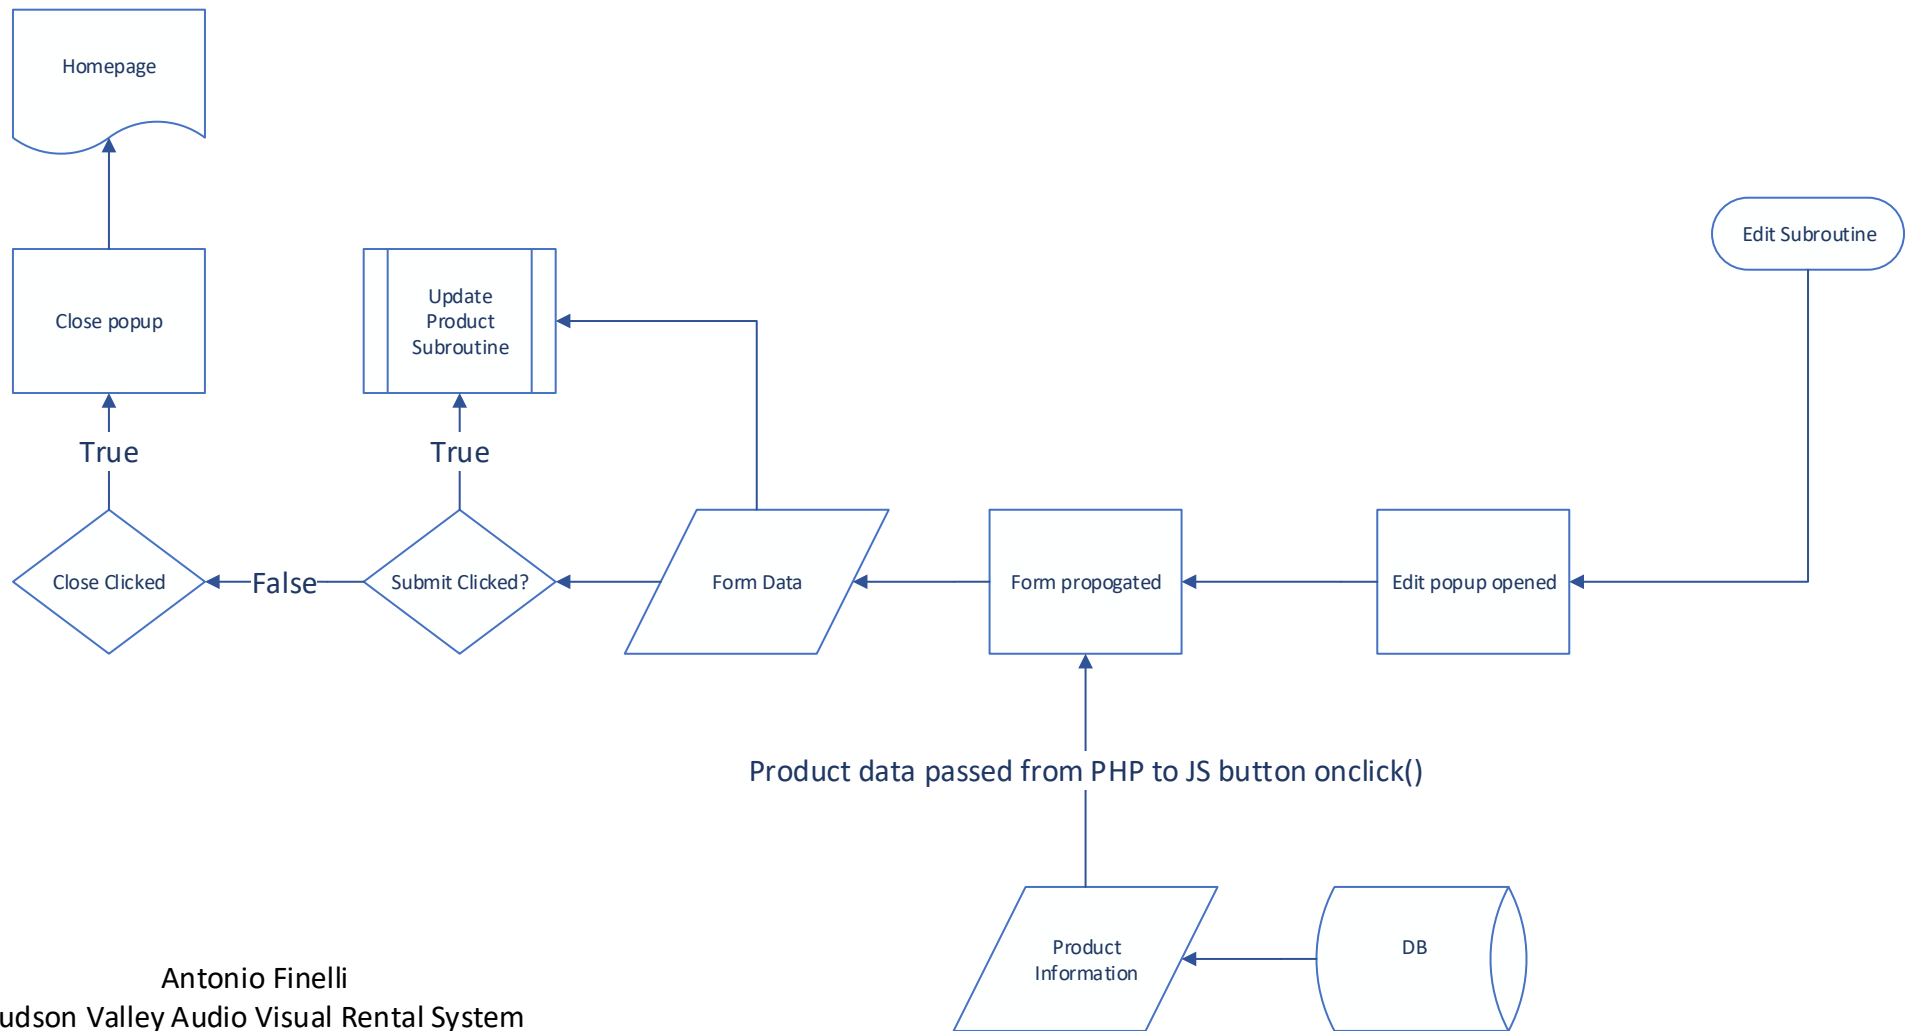 Homepage
Edit Subroutine
Close popup
Update
Product
Subroutine
True
True
Close Clicked
False
Submit Clicked?
Form Data
Form propogated
Edit popup opened
Product data passed from PHP to JS button onclick()
Product
Information
DB
Antonio Finelli
udson Valley Audio Visual Rental System